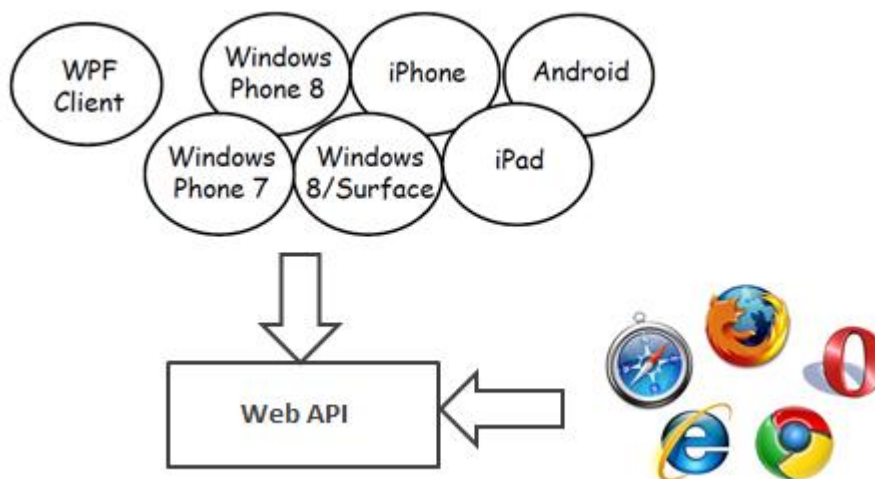 WPF
Client
Windows
Phone 8
iPhone
Android
Windows
Phone 7
Windows
8/Surface
iPad
Web API